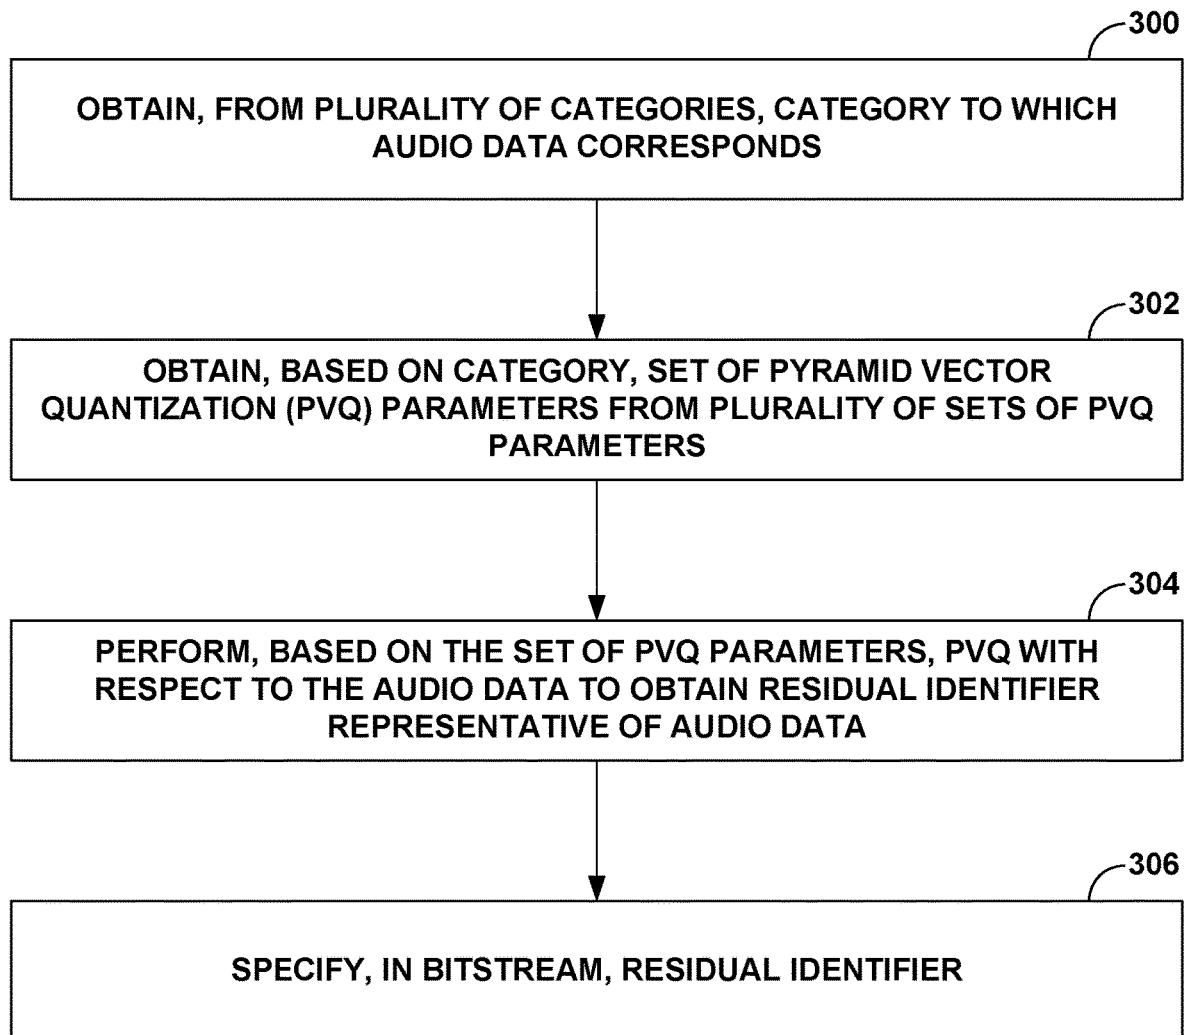 300
OBTAIN, FROM PLURALITY OF CATEGORIES, CATEGORY TO WHICH
AUDIO DATA CORRESPONDS
302
OBTAIN, BASED ON CATEGORY, SET OF PYRAMID VECTOR
QUANTIZATION (PVQ) PARAMETERS FROM PLURALITY OF SETS OF PVQ
PARAMETERS
304
PERFORM, BASED ON THE SET OF PVQ PARAMETERS, PVQ WITH
RESPECT TO THE AUDIO DATA TO OBTAIN RESIDUAL IDENTIFIER
REPRESENTATIVE OF AUDIO DATA
306
SPECIFY, IN BITSTREAM, RESIDUAL IDENTIFIER